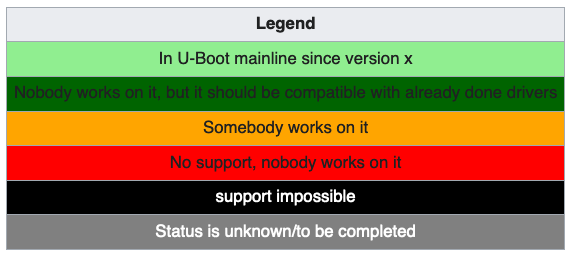 Legend
In U-Boot mainline since version x
Nobody works on it, but it should be compatible with already done drivers
Somebody works on it
No support, nobody works on it
support impossible
Status is unknown/to be completed